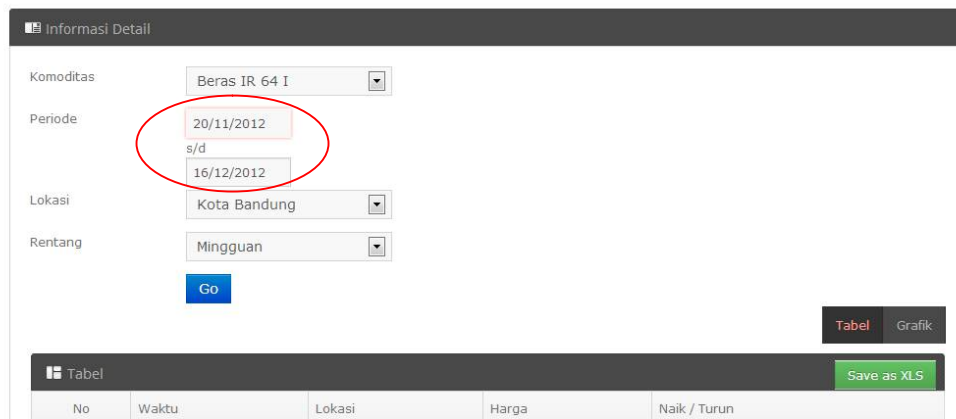 Informasi Detail
Komoditas Beras IR 64 I
Periode 20/11/2012
s/d
16/12/2012
Lokasi Kota Bandung
Rentang Mingguan
Go
Tabel Grafik
Tabel Save as XLS
No Waktu Lokasi Harga Naik / Turun